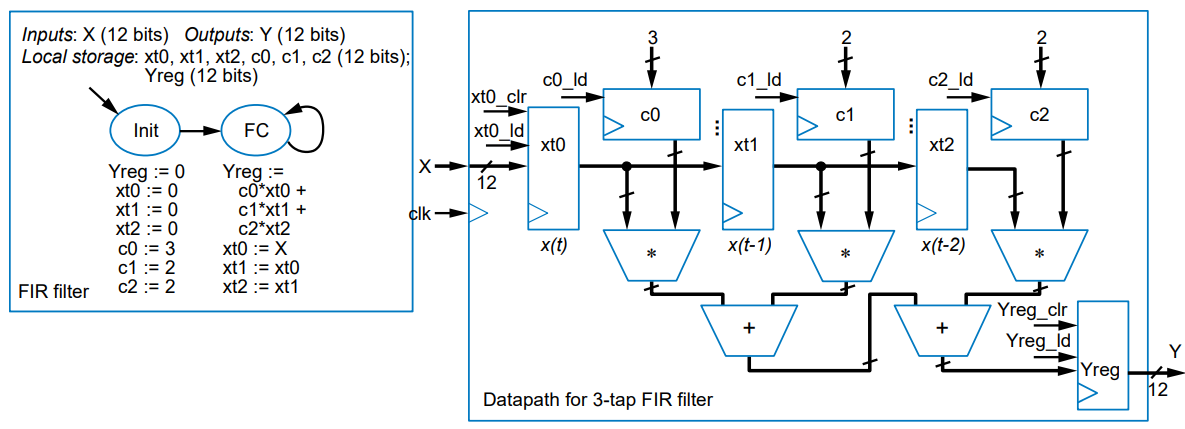 Inputs: X (12 bits) Outputs: Y (12 bits)
Local storage: xt0, xt1, xt2, c0, c1, c2 (12 bits);
Yreg (12 bits)
Init
FC
Yreg := 0
xt0 := 0
xt1 := 0
xt2 := 0
c0 := 3
c1 := 2
c2 := 2
Yreg :=
c0*xt0 +
c1*xt1 +
c2*xt2
xt0 := X
xt1 := xt0
xt2 := xt1
FIR filter
3
2
2
c0_ld
c1_ld
c2_ld
xt0_clr
xt0_ld
c0
c1
c2
...
...
xt0
xt1
xt2
X
12
clk
x(t)
x(t-1)
x(t-2)
*
*
*
+
+
Yreg_clr
Yreg_ld
Yreg
Y
12
Datapath for 3-tap FIR filter